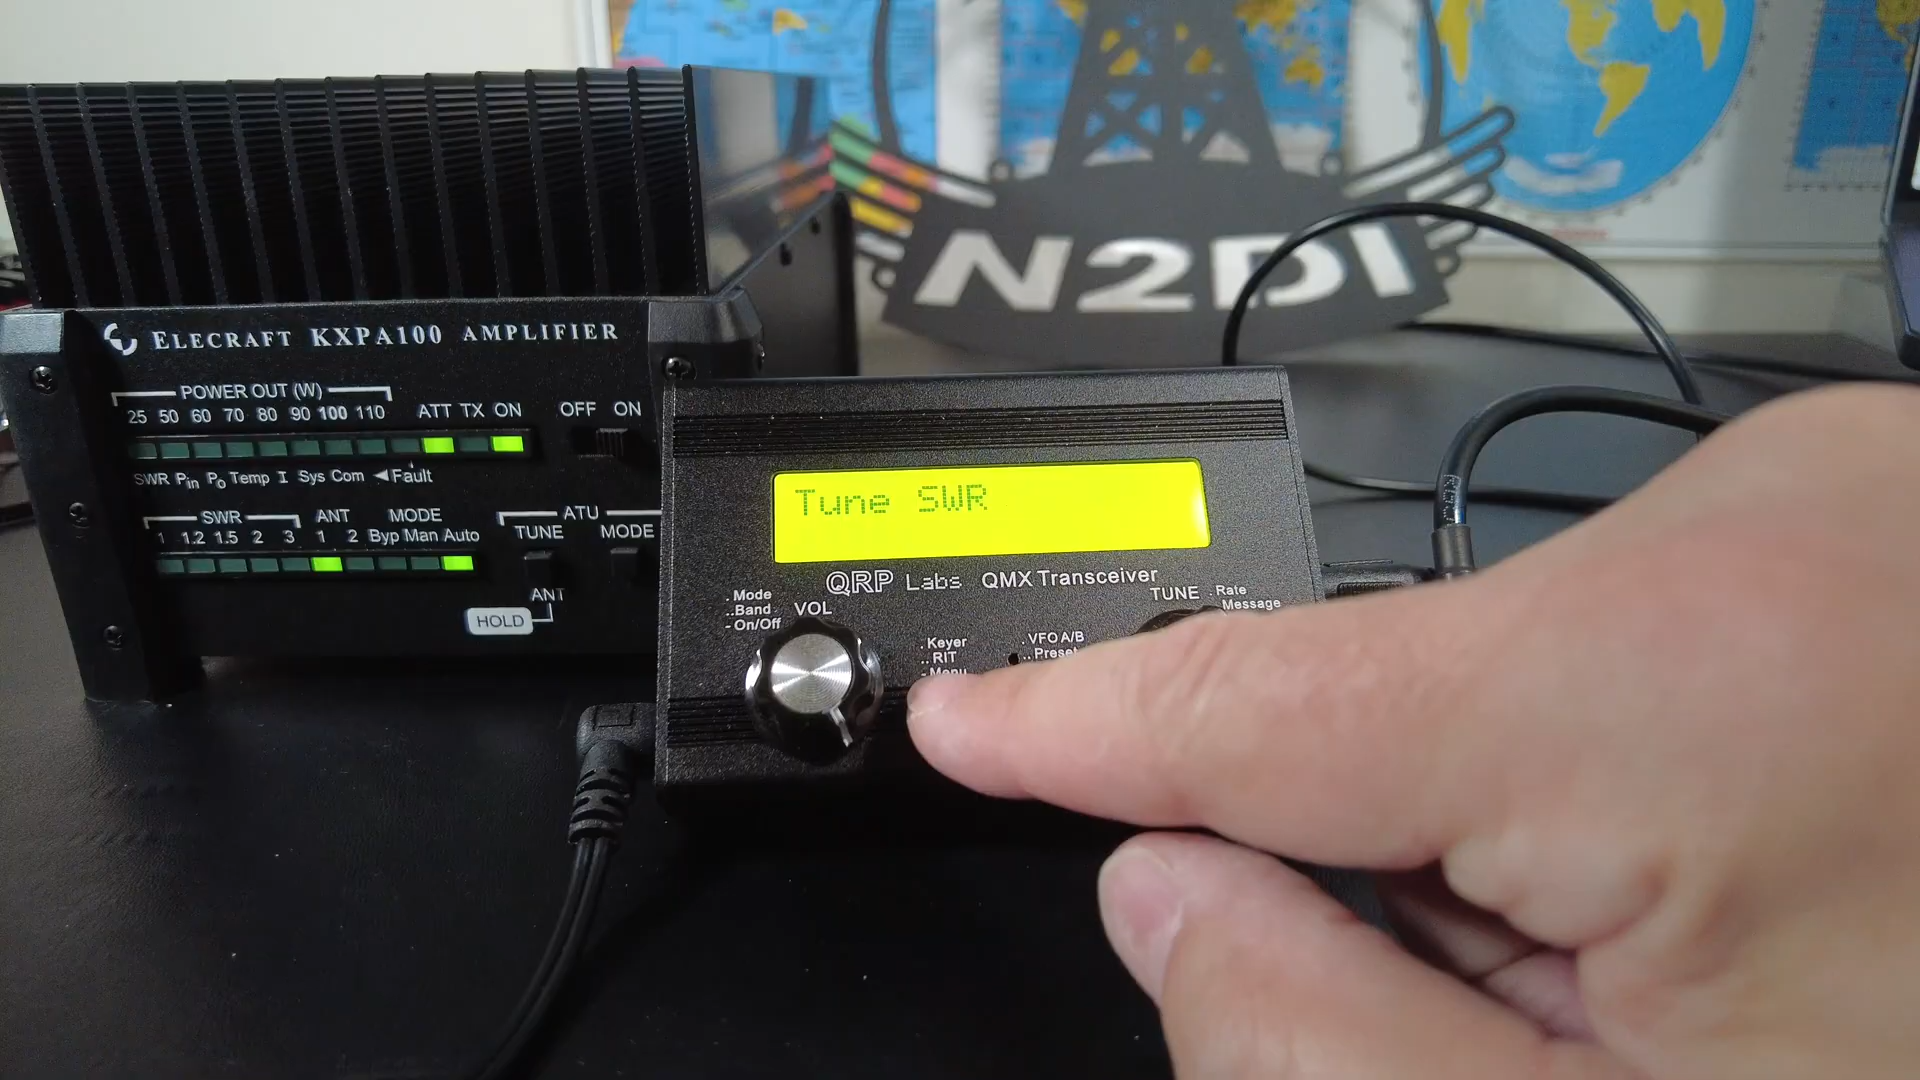 N2DI
ELECRAFT KXPA100 AMPLIFIER
POWER OUT (W)
25 50 60 70 80 90 100 110 ATT TX ON OFF ON
SWR Pin Po Temp I Sys Com ◄Fault
SWR ANT MODE ATU
1 1.2 1.5 2 3 1 2 Byp Man Auto TUNE MODE
ANT
HOLD
Tune SWR
QRP Labs QMX Transceiver
. Mode
.. Band
- On/Off
VOL
. Keyer
.. RIT
- Menu
. VFO A/B
.. Preset
TUNE
. Rate
Message